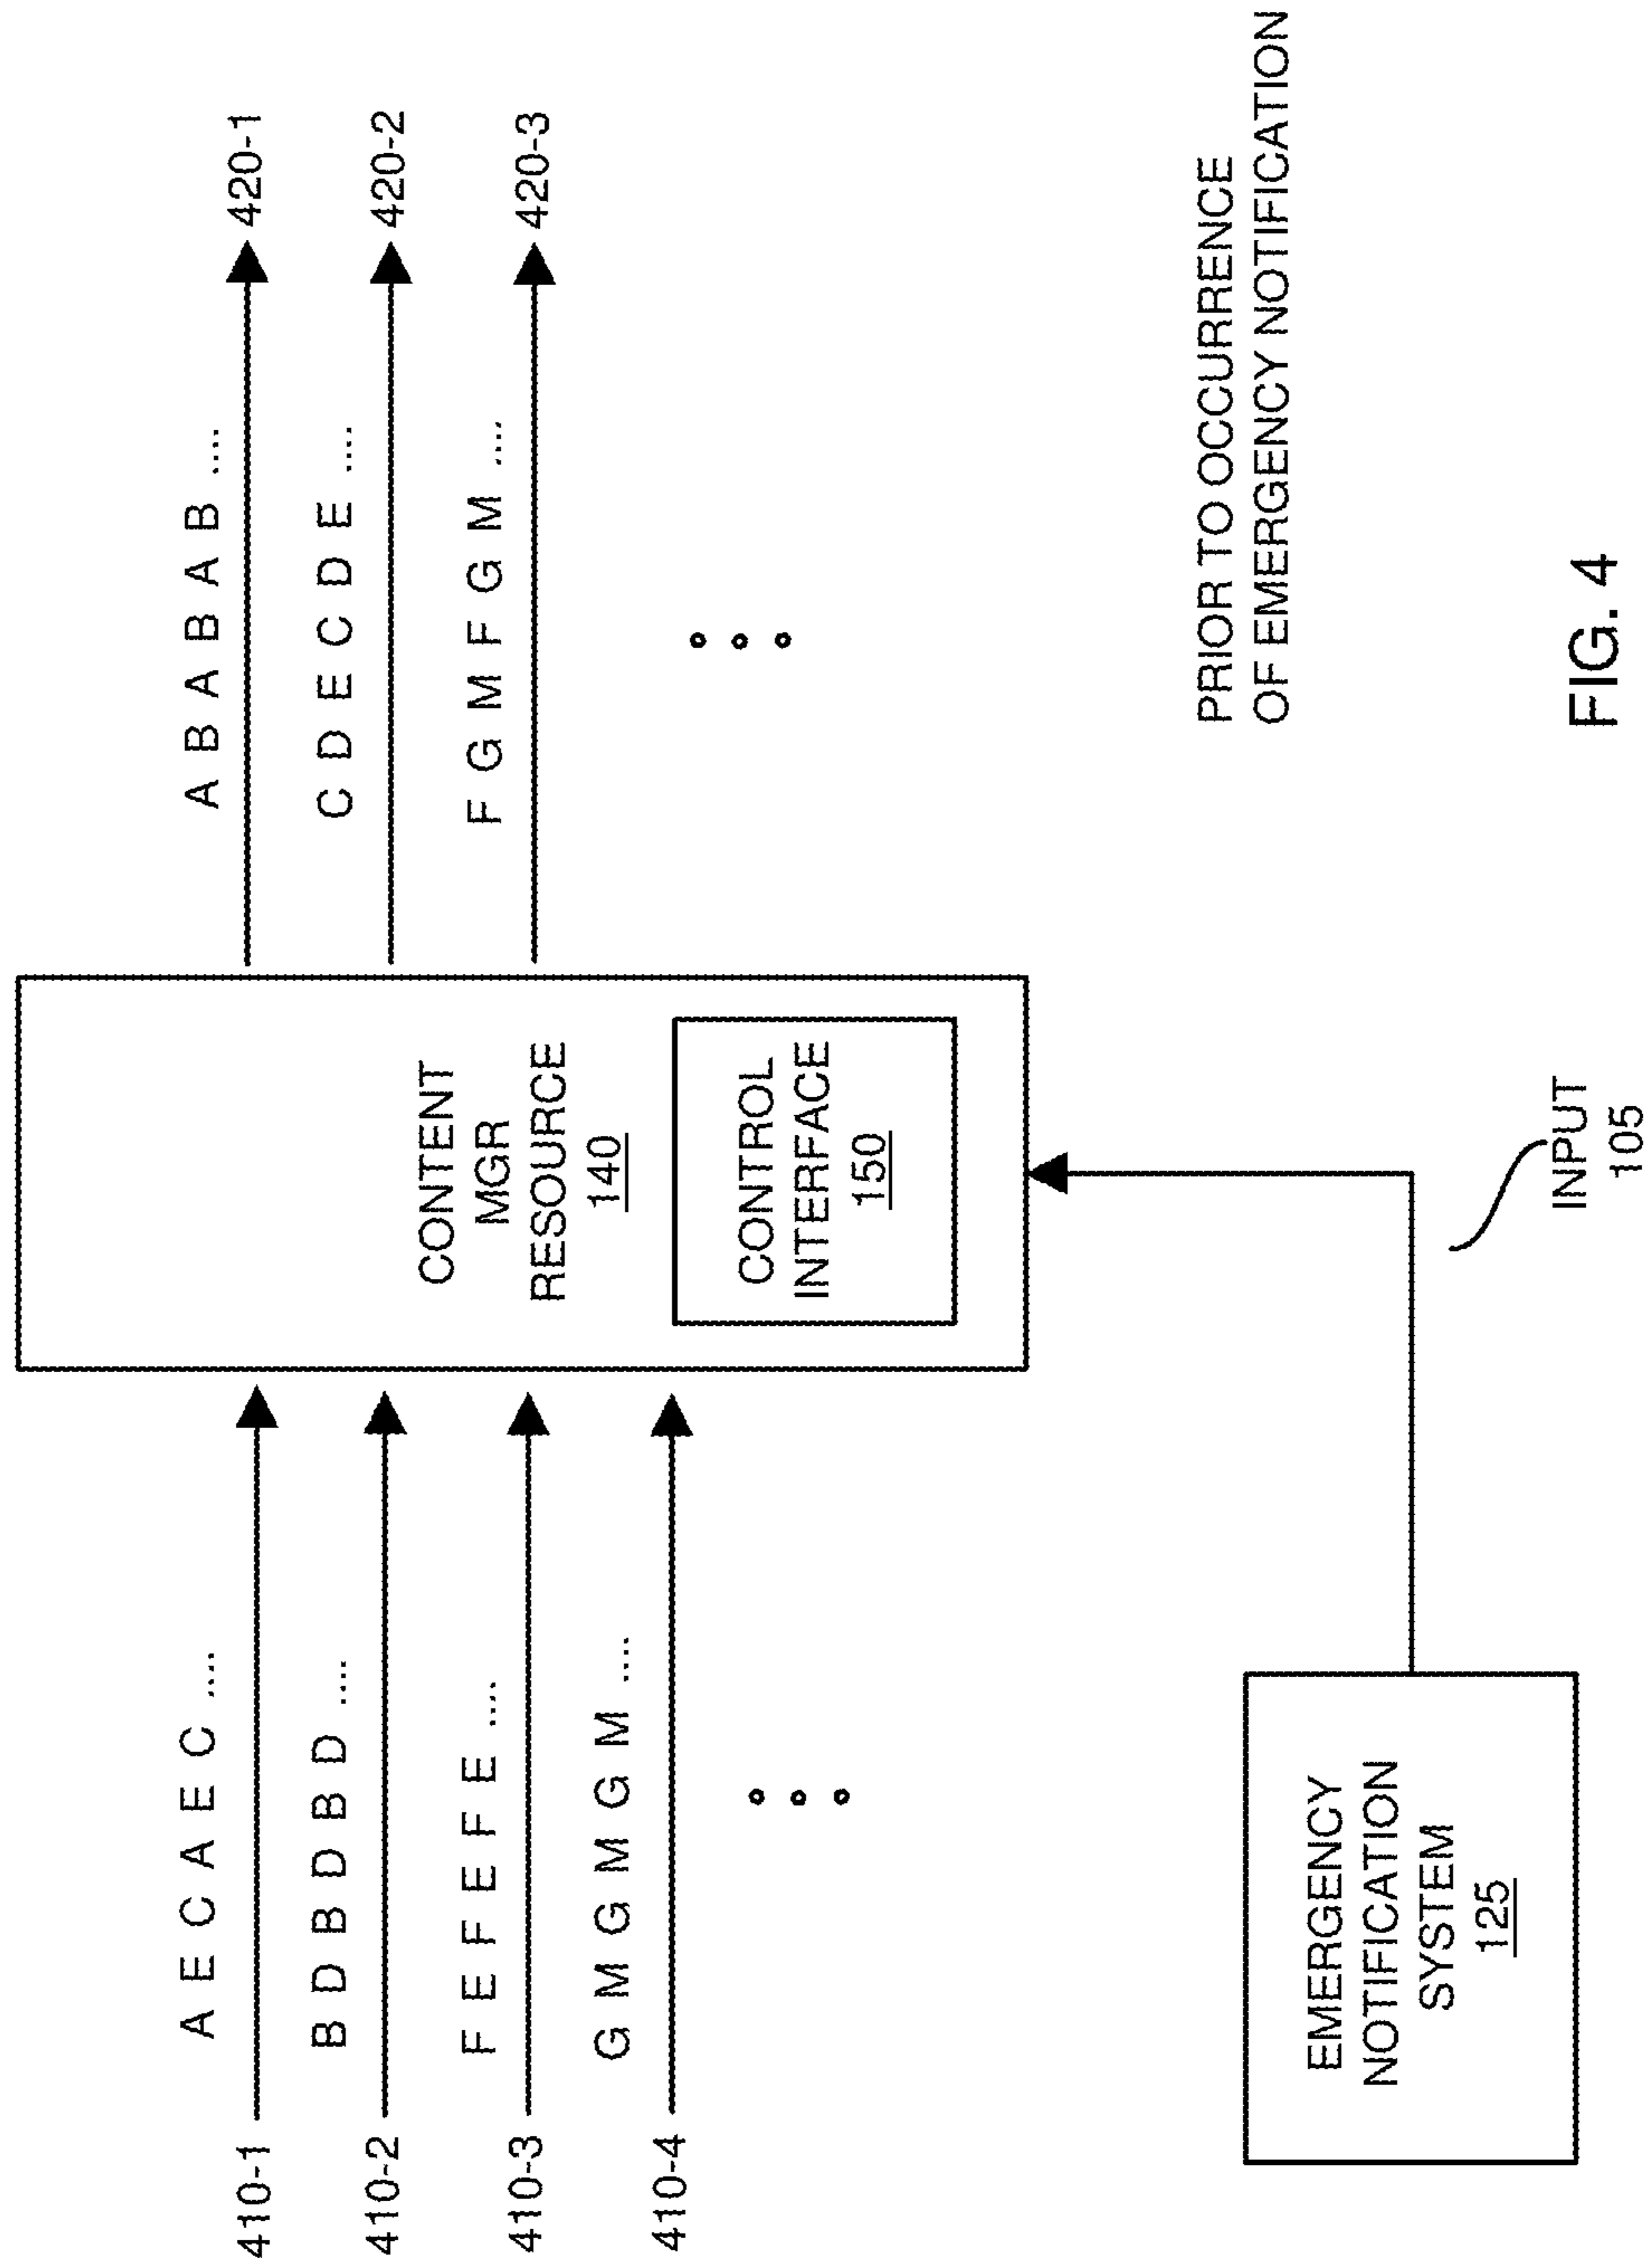 410-1
A E C A E C ....
410-2
B D B D B D ....
410-3
F E F E F E ....
410-4
G M G M G M ....
CONTENT
MGR
RESOURCE
140
CONTROL
INTERFACE
150
A B A B A B ....
420-1
C D E C D E ....
420-2
F G M F G M ....
420-3
EMERGENCY
NOTIFICATION
SYSTEM
125
INPUT
105
PRIOR TO OCCURRENCE
OF EMERGENCY NOTIFICATION
FIG. 4